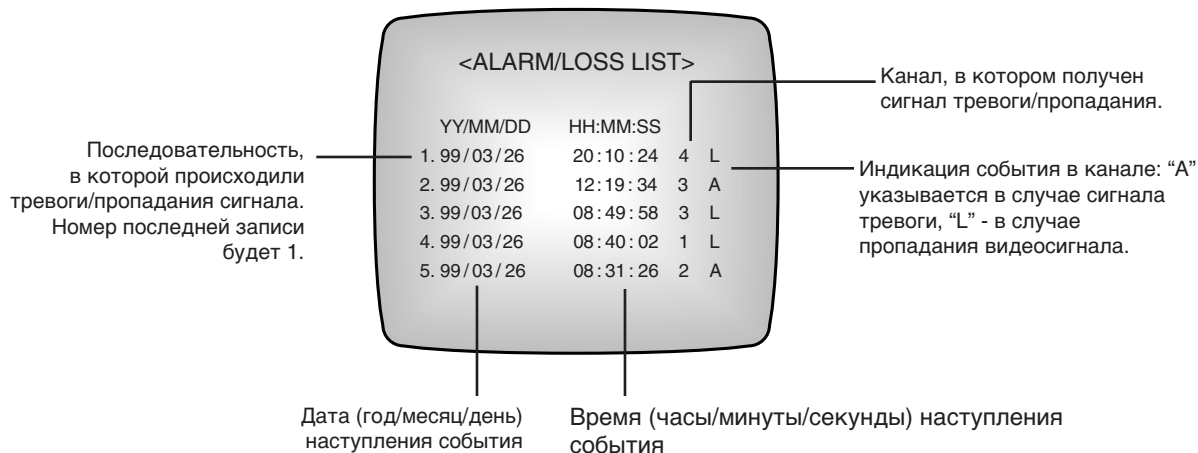 <ALARM/LOSS LIST>
YY/MM/DD HH:MM:SS
1. 99/03/26 20:10:24 4 L
2. 99/03/26 12:19:34 3 A
3. 99/03/26 08:49:58 3 L
4. 99/03/26 08:40:02 1 L
5. 99/03/26 08:31:26 2 A
Последовательность,
в которой происходили
тревоги/пропадания сигнала.
Номер последней записи
будет 1.
Канал, в котором получен
сигнал тревоги/пропадания.
Индикация события в канале: “A”
указывается в случае сигнала
тревоги, “L” - в случае
пропадания видеосигнала.
Дата (год/месяц/день)
наступления события
Время (часы/минуты/секунды) наступления
события